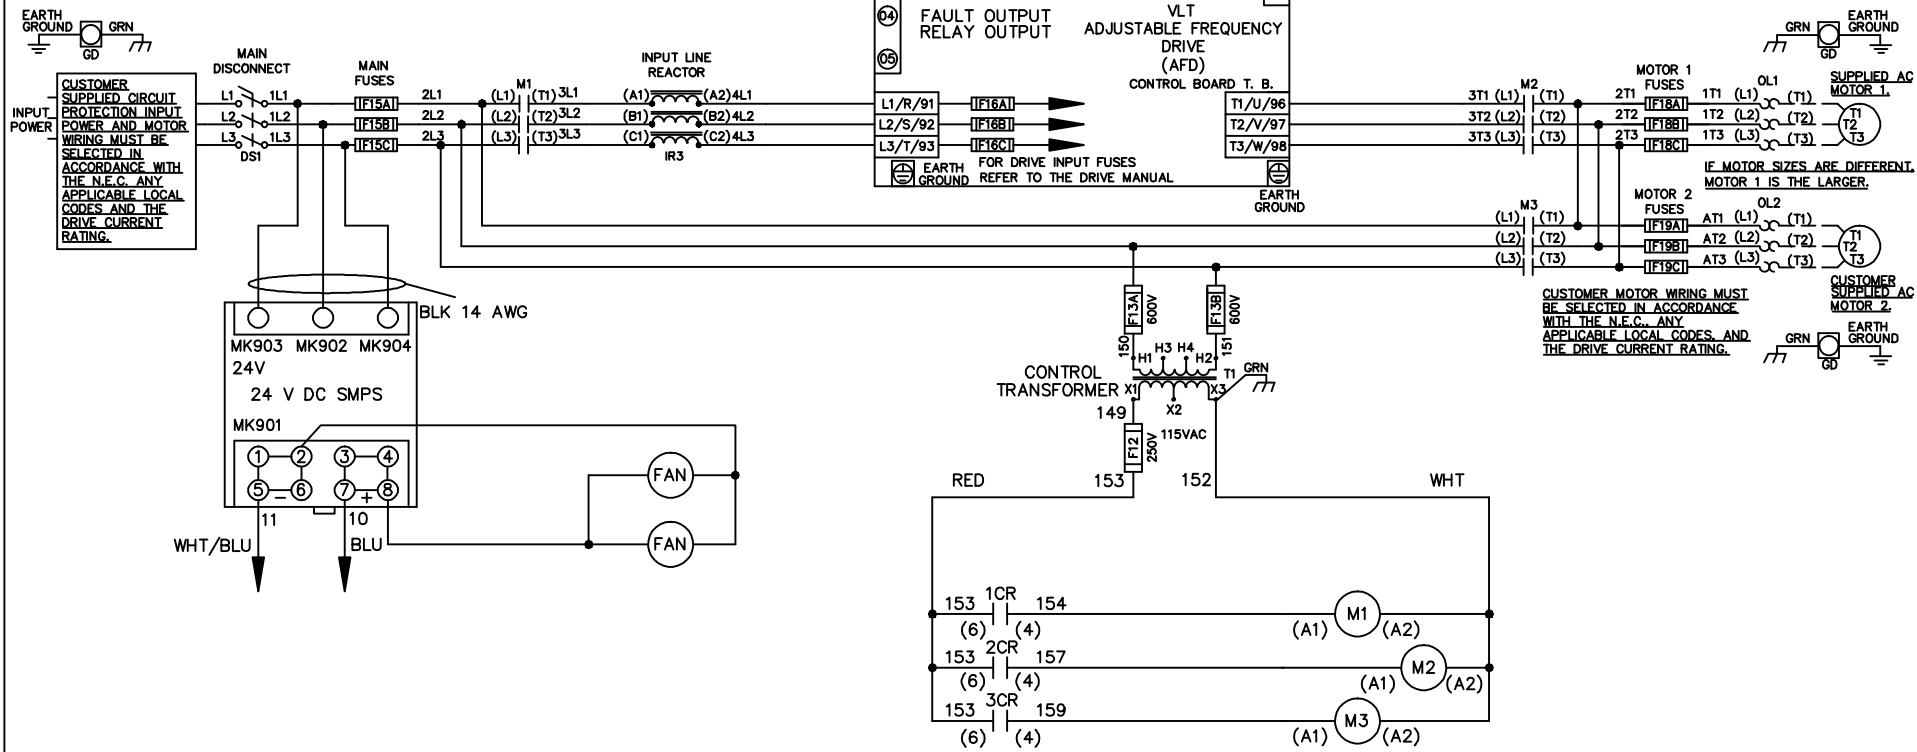 EARTH
GROUND
GRN
GD
CUSTOMER
SUPPLIED CIRCUIT
PROTECTION INPUT
POWER AND MOTOR
WIRING MUST BE
SELECTED IN
ACCORDANCE WITH
THE N.E.C. ANY
APPLICABLE LOCAL
CODES AND THE
DRIVE CURRENT
RATING.
INPUT
POWER
MAIN
DISCONNECT
L1 1L1
L2 1L2
L3 1L3
DS1
MAIN
FUSES
F15A 2L1
F15B 2L2
F15C 2L3
M1
(L1) (T1) 3L1
(L2) (T2) 3L2
(L3) (T3) 3L3
INPUT LINE
REACTOR
(A1) (A2) 4L1
(B1) (B2) 4L2
(C1) (C2) 4L3
IR3
04
05
FAULT OUTPUT
RELAY OUTPUT
VLT
ADJUSTABLE FREQUENCY
DRIVE
(AFD)
CONTROL BOARD T. B.
L1/R/91 F16A
L2/S/92 F16B
L3/T/93 F16C
T1/U/96
T2/V/97
T3/W/98
EARTH
GROUND
FOR DRIVE INPUT FUSES
REFER TO THE DRIVE MANUAL
EARTH
GROUND
M2
3T1 (L1) (T1)
3T2 (L2) (T2)
3T3 (L3) (T3)
MOTOR 1
FUSES
2T1 F18A 1T1
2T2 F18B 1T2
2T3 F18C 1T3
OL1
(L1) (T1)
(L2) (T2)
(L3) (T3)
GRN
GD
EARTH
GROUND
SUPPLIED AC
MOTOR 1.
T1
T2
T3
IF MOTOR SIZES ARE DIFFERENT,
MOTOR 1 IS THE LARGER.
M3
(L1) (T1)
(L2) (T2)
(L3) (T3)
MOTOR 2
FUSES
F19A AT1
F19B AT2
F19C AT3
OL2
(L1) (T1)
(L2) (T2)
(L3) (T3)
T1
T2
T3
CUSTOMER
SUPPLIED AC
MOTOR 2.
CUSTOMER MOTOR WIRING MUST
BE SELECTED IN ACCORDANCE
WITH THE N.E.C., ANY
APPLICABLE LOCAL CODES, AND
THE DRIVE CURRENT RATING.
GRN
GD
EARTH
GROUND
BLK 14 AWG
MK903 MK902 MK904
24V
24 V DC SMPS
MK901
1 2 3 4
5 6 7 8
− +
11 10
WHT/BLU BLU
FAN
FAN
F13A
600V
F13B
600V
150
151
H1 H3 H4 H2
CONTROL
TRANSFORMER
T1
GRN
X1 X2 X3
149
115VAC
F12
250V
153
152
RED
WHT
1CR
153 154
(6) (4)
M1
(A1) (A2)
2CR
153 157
(6) (4)
M2
(A1) (A2)
3CR
153 159
(6) (4)
M3
(A1) (A2)